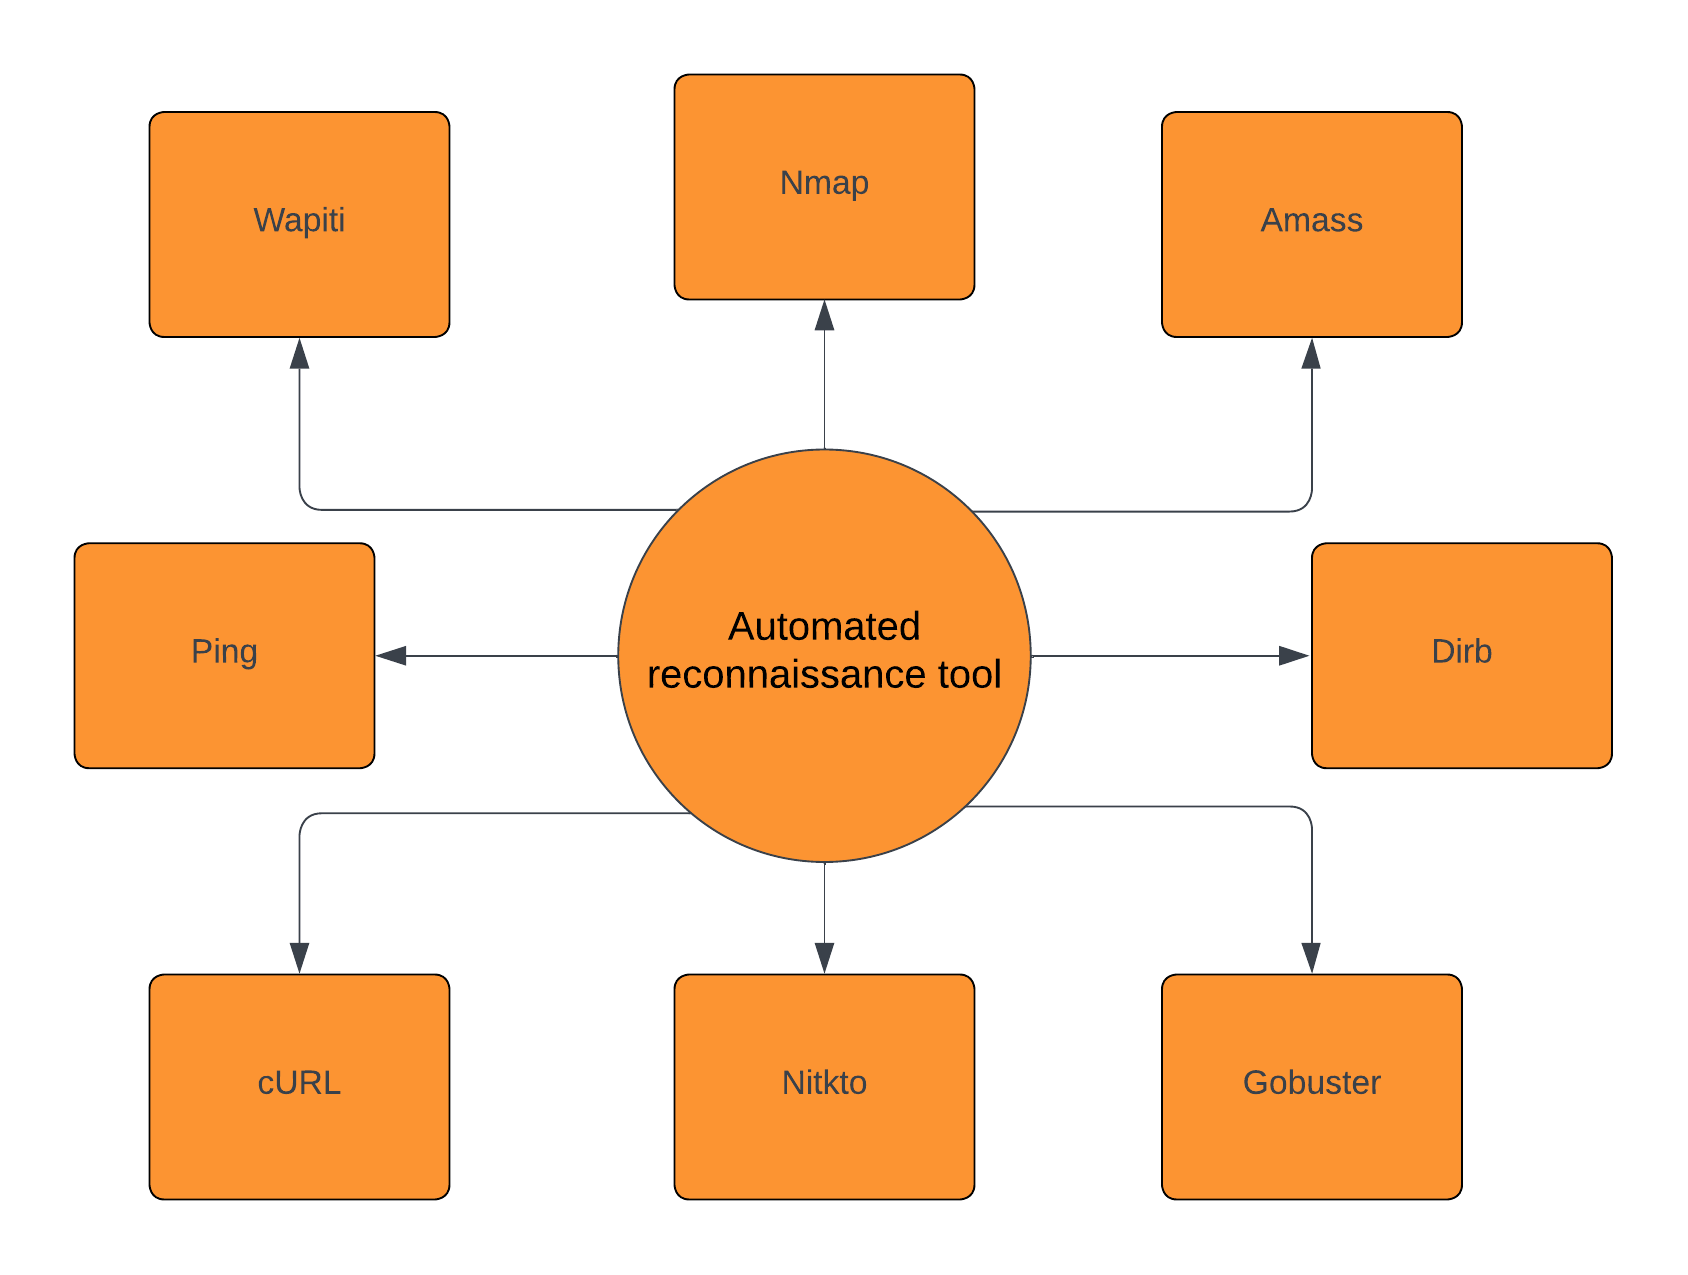 Wapiti
Nmap
Amass
Automated
reconnaissance tool
Ping
Dirb
cURL
Nitkto
Gobuster